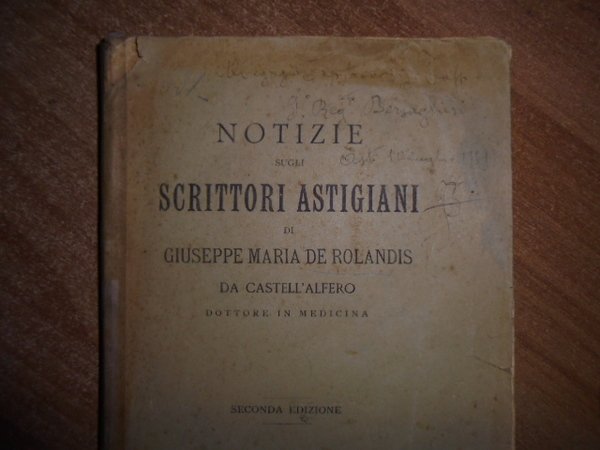 NOTIZIE
SUGLI
SCRITTORI ASTIGIANI
DI
GIUSEPPE MARIA DE ROLANDIS
DA CASTELL'ALFERO
DOTTORE IN MEDICINA
SECONDA EDIZIONE